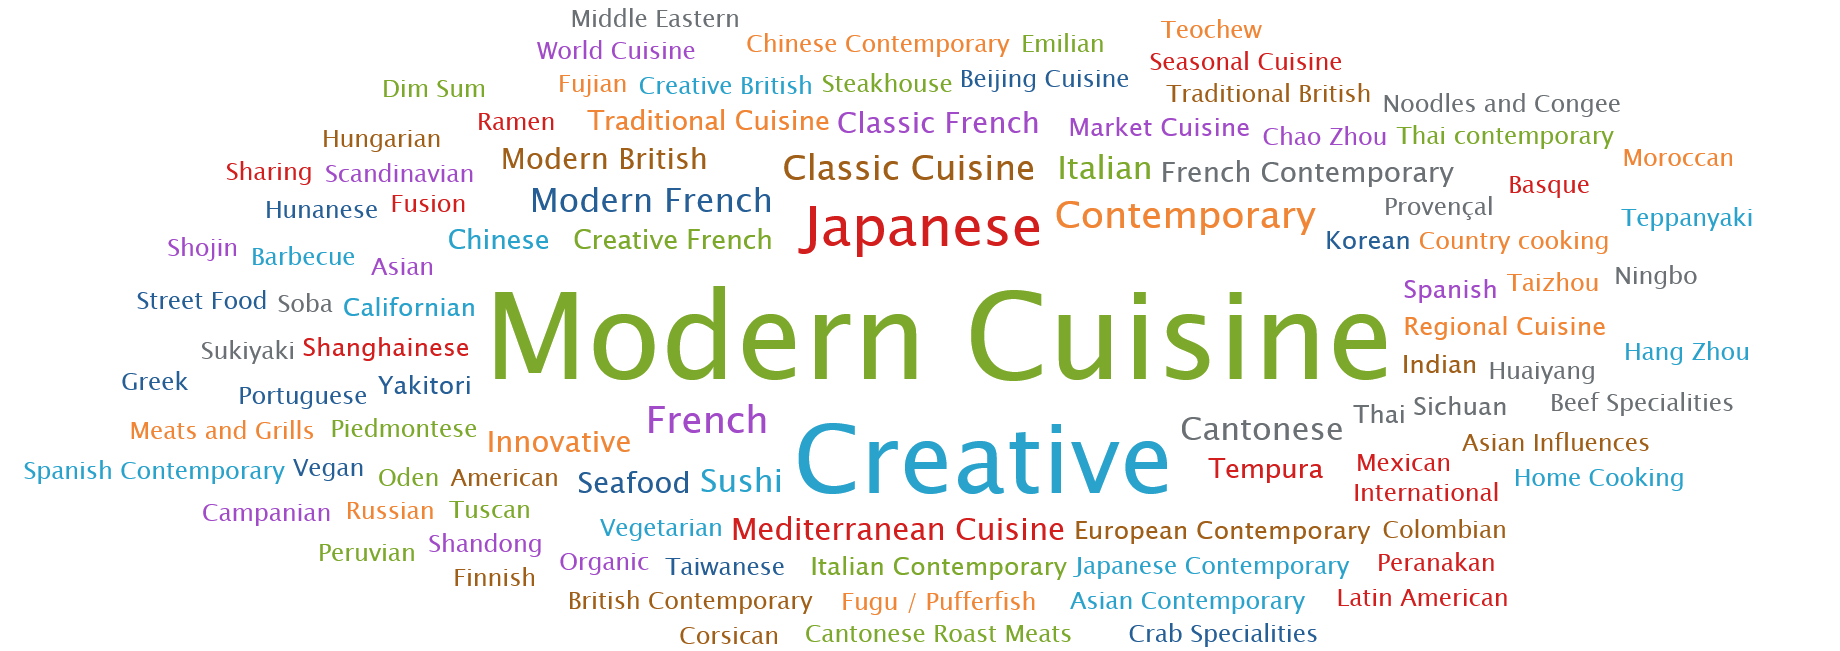 Middle Eastern
Teochew
World Cuisine
Chinese Contemporary
Emilian
Seasonal Cuisine
Dim Sum
Fujian
Creative British
Steakhouse
Beijing Cuisine
Traditional British
Noodles and Congee
Ramen
Traditional Cuisine
Classic French
Market Cuisine
Chao Zhou
Thai contemporary
Hungarian
Modern British
Classic Cuisine
Italian
French Contemporary
Moroccan
Sharing
Scandinavian
Basque
Hunanese
Fusion
Modern French
Japanese
Contemporary
Provençal
Teppanyaki
Shojin
Barbecue
Asian
Chinese
Creative French
Korean
Country cooking
Street Food
Soba
Californian
Modern Cuisine
Spanish
Taizhou
Ningbo
Regional Cuisine
Sukiyaki
Shanghainese
Hang Zhou
Greek
Portuguese
Yakitori
Indian
Huaiyang
Meats and Grills
Piedmontese
Innovative
French
Creative
Cantonese
Thai
Sichuan
Beef Specialities
Asian Influences
Spanish Contemporary
Vegan
Oden
American
Seafood
Sushi
Tempura
Mexican
Home Cooking
International
Campanian
Russian
Tuscan
Vegetarian
Mediterranean Cuisine
European Contemporary
Colombian
Peruvian
Shandong
Organic
Taiwanese
Italian Contemporary
Japanese Contemporary
Peranakan
Finnish
British Contemporary
Fugu / Pufferfish
Asian Contemporary
Latin American
Corsican
Cantonese Roast Meats
Crab Specialities